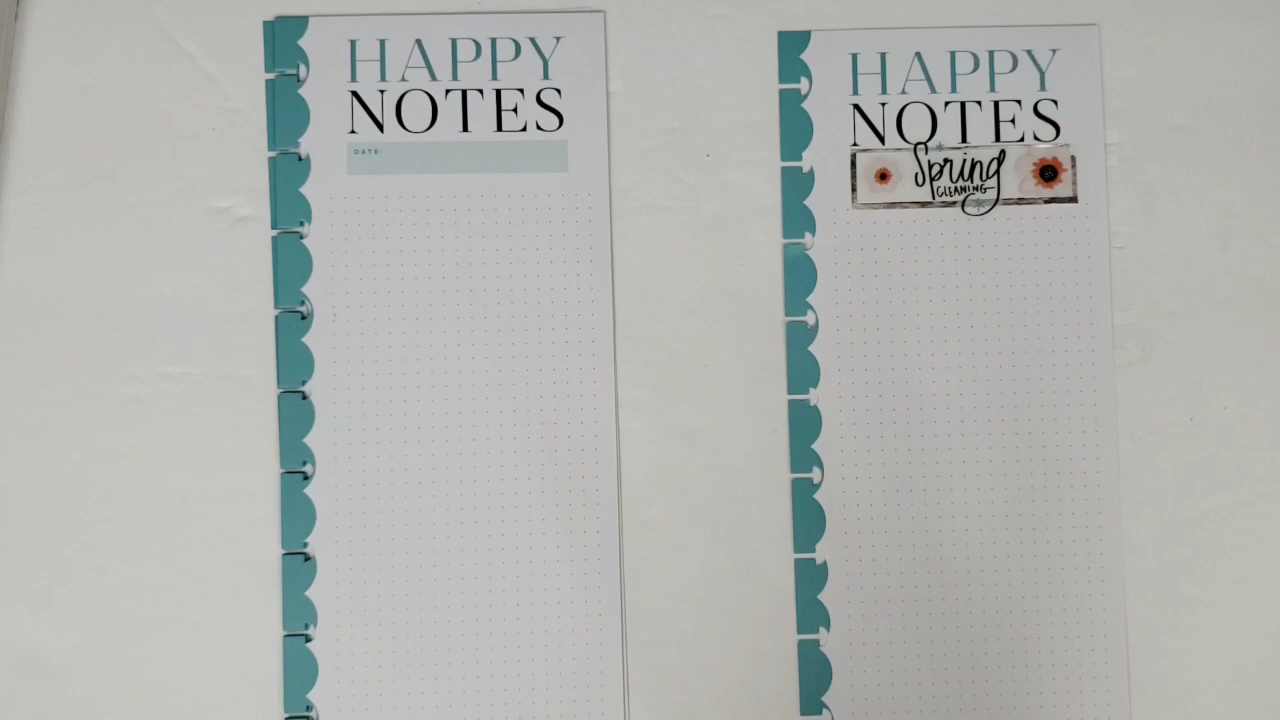 HAPPY
NOTES
DATE:
HAPPY
NOTES
Spring
CLEANING